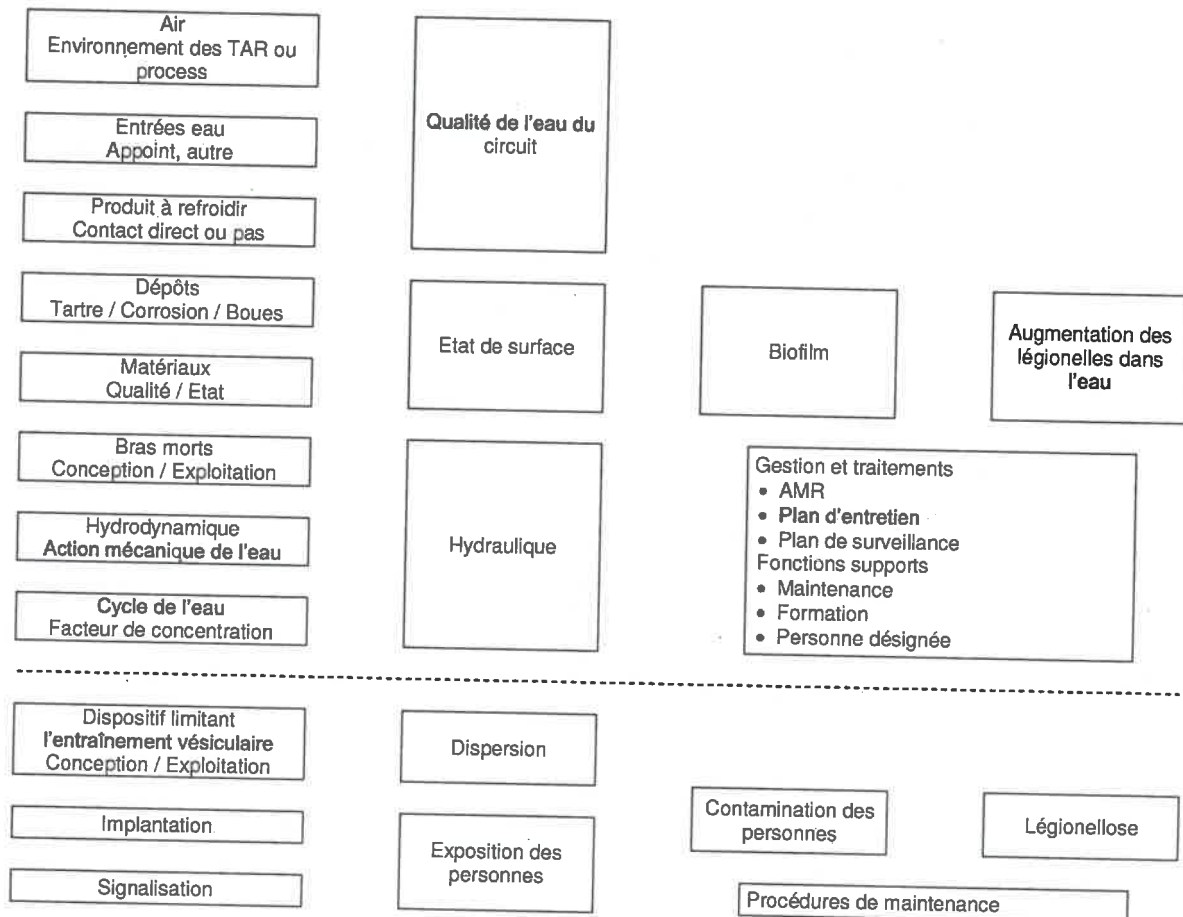 Air
Environnement des TAR ou
process
Entrées eau
Appoint, autre
Produit à refroidir
Contact direct ou pas
Dépôts
Tartre / Corrosion / Boues
Matériaux
Qualité / Etat
Bras morts
Conception / Exploitation
Hydrodynamique
Action mécanique de l'eau
Cycle de l'eau
Facteur de concentration
Qualité de l'eau du
circuit
Etat de surface
Hydraulique
Biofilm
Augmentation des
légionelles dans
l'eau
Gestion et traitements
• AMR
• Plan d'entretien
• Plan de surveillance
Fonctions supports
• Maintenance
• Formation
• Personne désignée
Dispositif limitant
l'entraînement vésiculaire
Conception / Exploitation
Implantation
Signalisation
Dispersion
Exposition des
personnes
Contamination des
personnes
Légionellose
Procédures de maintenance